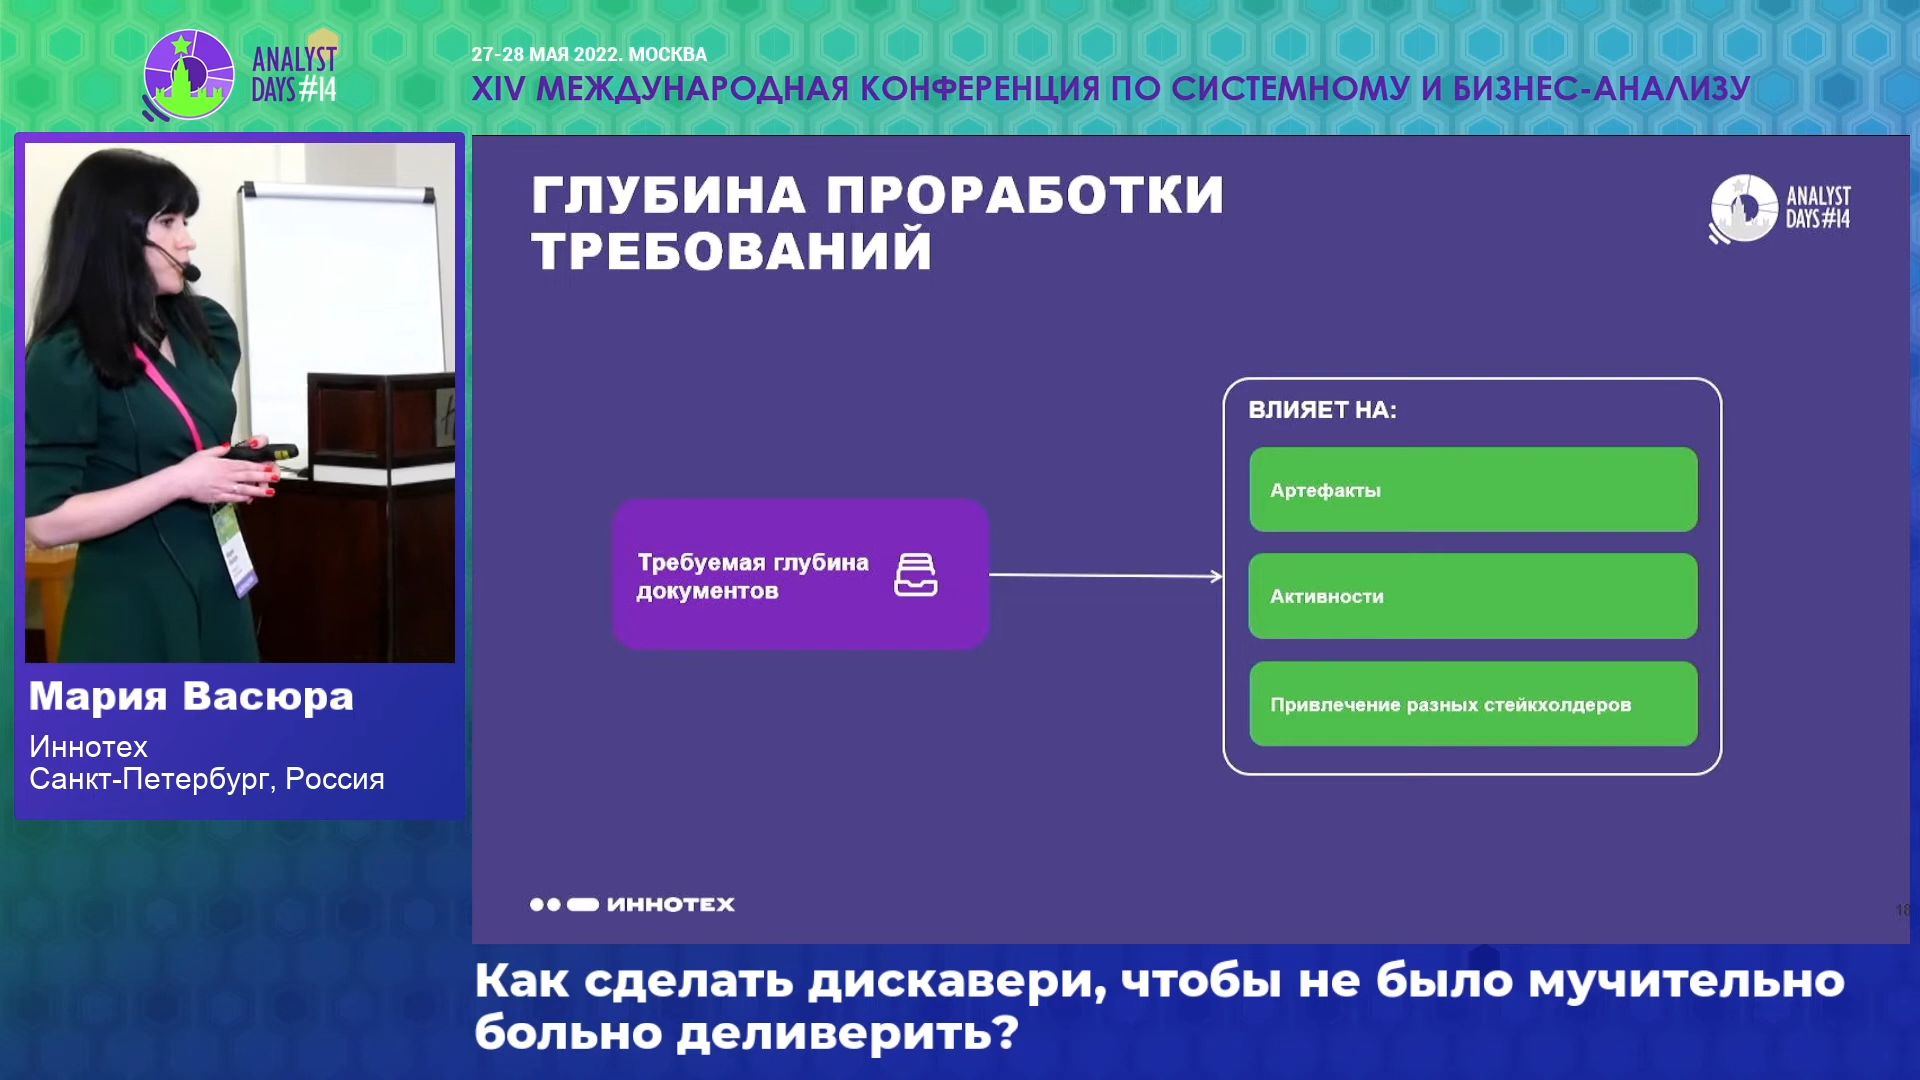 ANALYST
DAYS#14
27-28 МАЯ 2022. МОСКВА
XIV МЕЖДУНАРОДНАЯ КОНФЕРЕНЦИЯ ПО СИСТЕМНОМУ И БИЗНЕС-АНАЛИЗУ
ГЛУБИНА ПРОРАБОТКИ
ТРЕБОВАНИЙ
ANALYST
DAYS#14
ВЛИЯЕТ НА:
Артефакты
Требуемая глубина
документов
Активности
Привлечение разных стейкхолдеров
Мария Васюра
Иннотех
Санкт-Петербург, Россия
ИННОТЕХ
18
Как сделать дискавери, чтобы не было мучительно
больно деливерить?